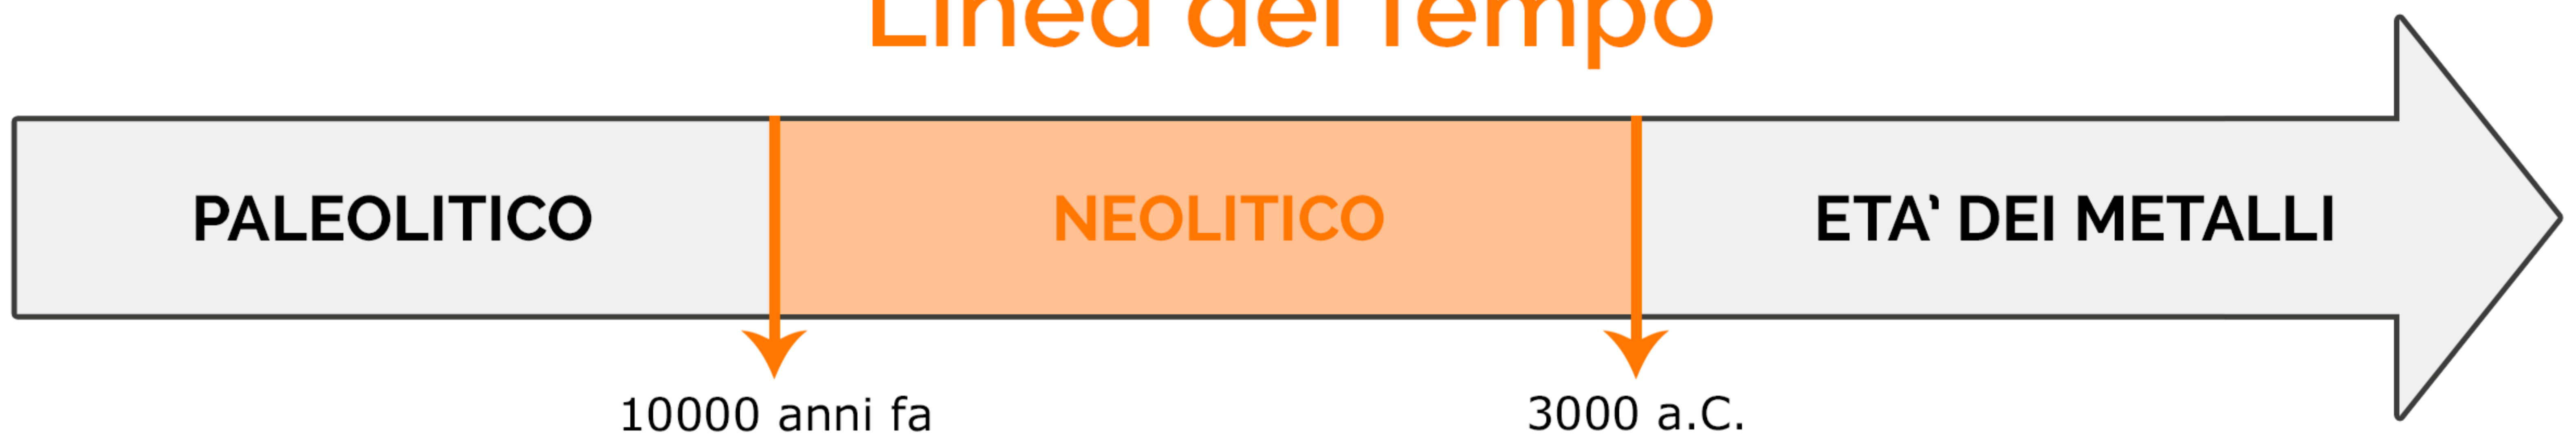 Linea del Tempo
PALEOLITICO
NEOLITICO
ETA' DEI METALLI
10000 anni fa
3000 a.C.